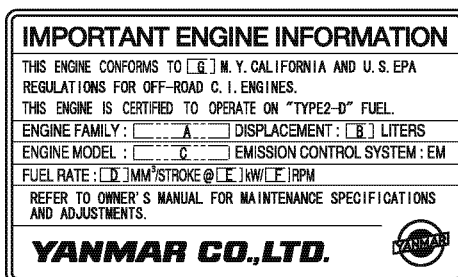 IMPORTANT ENGINE INFORMATION
THIS ENGINE CONFORMS TO [ G ] M.Y. CALIFORNIA AND U.S. EPA
REGULATIONS FOR OFF-ROAD C.I. ENGINES.
THIS ENGINE IS CERTIFIED TO OPERATE ON "TYPE2-D" FUEL.
ENGINE FAMILY : [ A ] DISPLACEMENT : [ B ] LITERS
ENGINE MODEL : [ C ] EMISSION CONTROL SYSTEM : EM
FUEL RATE : [ D ] MM³/STROKE @ [ E ] kW/ [ F ] RPM
REFER TO OWNER'S MANUAL FOR MAINTENANCE SPECIFICATIONS
AND ADJUSTMENTS.
YANMAR CO.,LTD.
YANMAR